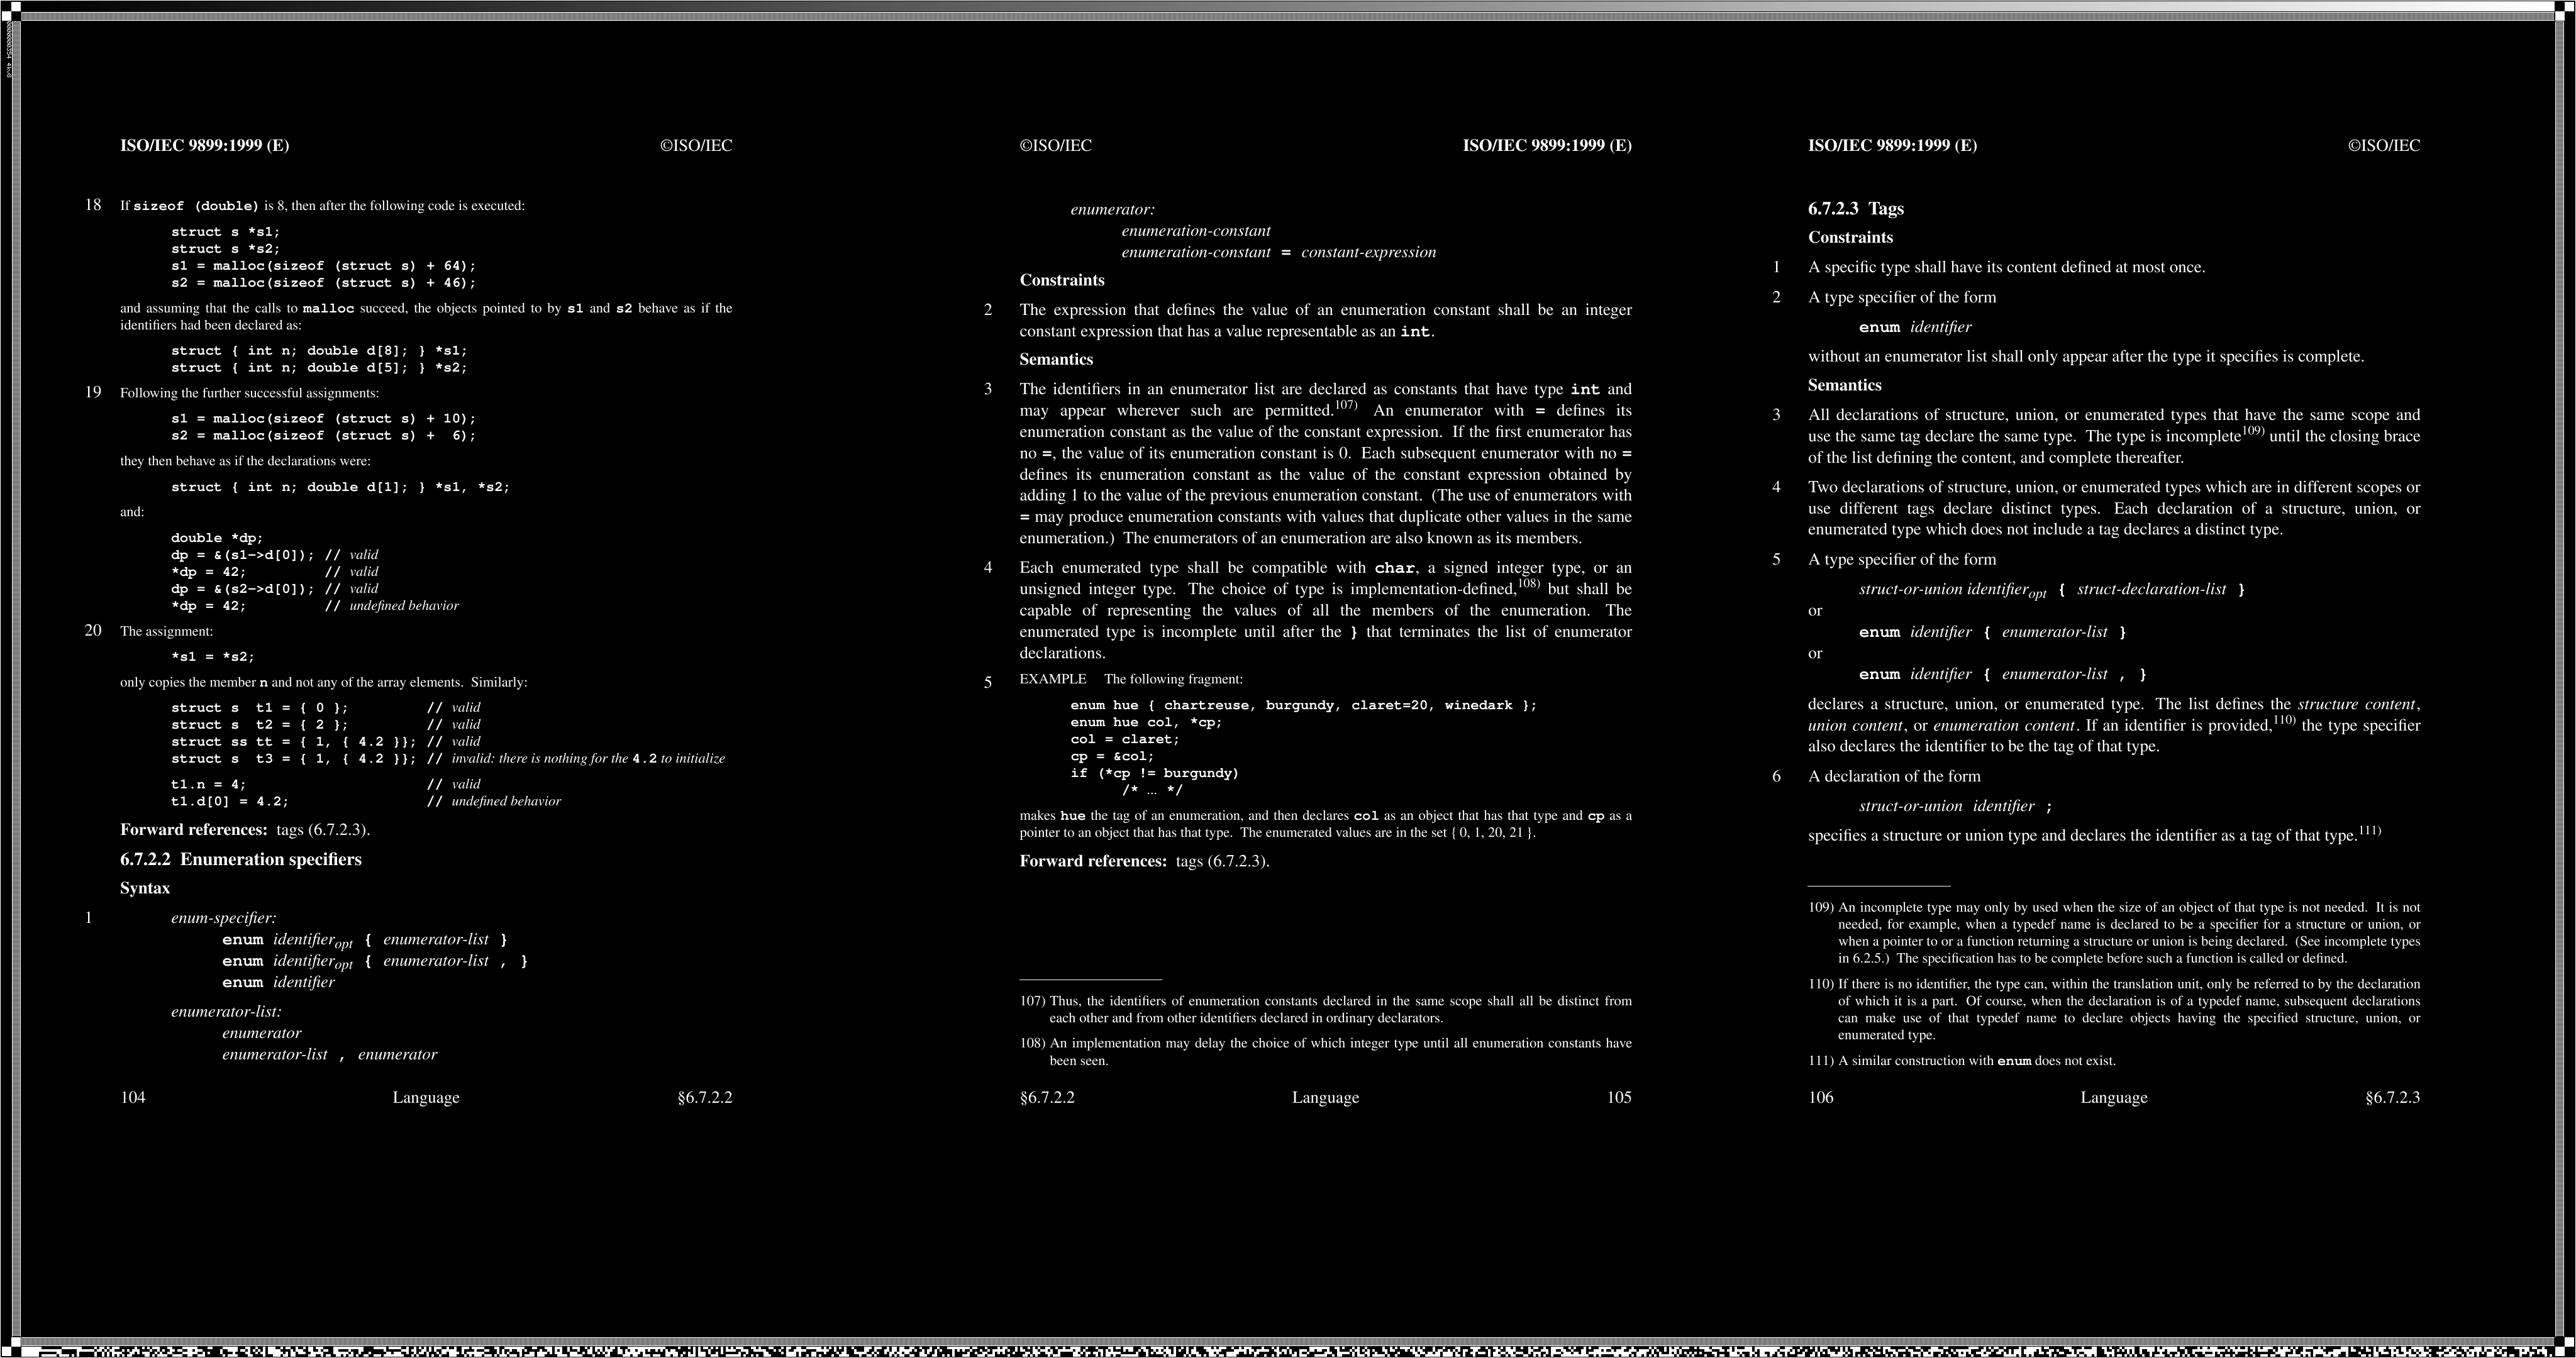 ISO/IEC 9899:1999 (E) ©ISO/IEC
18 If sizeof (double) is 8, then after the following code is executed:
struct s *s1;
struct s *s2;
s1 = malloc(sizeof (struct s) + 64);
s2 = malloc(sizeof (struct s) + 46);
and assuming that the calls to malloc succeed, the objects pointed to by s1 and s2 behave as if the
identifiers had been declared as:
struct { int n; double d[8]; } *s1;
struct { int n; double d[5]; } *s2;
19 Following the further successful assignments:
s1 = malloc(sizeof (struct s) + 10);
s2 = malloc(sizeof (struct s) +  6);
they then behave as if the declarations were:
struct { int n; double d[1]; } *s1, *s2;
and:
double *dp;
dp = &(s1->d[0]); // valid
*dp = 42; // valid
dp = &(s2->d[0]); // valid
*dp = 42; // undefined behavior
20 The assignment:
*s1 = *s2;
only copies the member n and not any of the array elements. Similarly:
struct s  t1 = { 0 }; // valid
struct s  t2 = { 2 }; // valid
struct ss tt = { 1, { 4.2 }}; // valid
struct s  t3 = { 1, { 4.2 }}; // invalid: there is nothing for the 4.2 to initialize
t1.n = 4; // valid
t1.d[0] = 4.2; // undefined behavior
Forward references: tags (6.7.2.3).
6.7.2.2 Enumeration specifiers
Syntax
1 enum-specifier:
enum identifieropt { enumerator-list }
enum identifieropt { enumerator-list , }
enum identifier
enumerator-list:
enumerator
enumerator-list , enumerator
104 Language §6.7.2.2
©ISO/IEC ISO/IEC 9899:1999 (E)
enumerator:
enumeration-constant
enumeration-constant = constant-expression
Constraints
2 The expression that defines the value of an enumeration constant shall be an integer
constant expression that has a value representable as an int.
Semantics
3 The identifiers in an enumerator list are declared as constants that have type int and
may appear wherever such are permitted.107) An enumerator with = defines its
enumeration constant as the value of the constant expression. If the first enumerator has
no =, the value of its enumeration constant is 0. Each subsequent enumerator with no =
defines its enumeration constant as the value of the constant expression obtained by
adding 1 to the value of the previous enumeration constant. (The use of enumerators with
= may produce enumeration constants with values that duplicate other values in the same
enumeration.) The enumerators of an enumeration are also known as its members.
4 Each enumerated type shall be compatible with char, a signed integer type, or an
unsigned integer type. The choice of type is implementation-defined,108) but shall be
capable of representing the values of all the members of the enumeration. The
enumerated type is incomplete until after the } that terminates the list of enumerator
declarations.
5 EXAMPLE The following fragment:
enum hue { chartreuse, burgundy, claret=20, winedark };
enum hue col, *cp;
col = claret;
cp = &col;
if (*cp != burgundy)
/* ... */
makes hue the tag of an enumeration, and then declares col as an object that has that type and cp as a
pointer to an object that has that type. The enumerated values are in the set { 0, 1, 20, 21 }.
Forward references: tags (6.7.2.3).
107) Thus, the identifiers of enumeration constants declared in the same scope shall all be distinct from
each other and from other identifiers declared in ordinary declarators.
108) An implementation may delay the choice of which integer type until all enumeration constants have
been seen.
§6.7.2.2 Language 105
ISO/IEC 9899:1999 (E) ©ISO/IEC
6.7.2.3 Tags
Constraints
1 A specific type shall have its content defined at most once.
2 A type specifier of the form
enum identifier
without an enumerator list shall only appear after the type it specifies is complete.
Semantics
3 All declarations of structure, union, or enumerated types that have the same scope and
use the same tag declare the same type. The type is incomplete109) until the closing brace
of the list defining the content, and complete thereafter.
4 Two declarations of structure, union, or enumerated types which are in different scopes or
use different tags declare distinct types. Each declaration of a structure, union, or
enumerated type which does not include a tag declares a distinct type.
5 A type specifier of the form
struct-or-union identifieropt { struct-declaration-list }
or
enum identifier { enumerator-list }
or
enum identifier { enumerator-list , }
declares a structure, union, or enumerated type. The list defines the structure content,
union content, or enumeration content. If an identifier is provided,110) the type specifier
also declares the identifier to be the tag of that type.
6 A declaration of the form
struct-or-union identifier ;
specifies a structure or union type and declares the identifier as a tag of that type.111)
109) An incomplete type may only by used when the size of an object of that type is not needed. It is not
needed, for example, when a typedef name is declared to be a specifier for a structure or union, or
when a pointer to or a function returning a structure or union is being declared. (See incomplete types
in 6.2.5.) The specification has to be complete before such a function is called or defined.
110) If there is no identifier, the type can, within the translation unit, only be referred to by the declaration
of which it is a part. Of course, when the declaration is of a typedef name, subsequent declarations
can make use of that typedef name to declare objects having the specified structure, union, or
enumerated type.
111) A similar construction with enum does not exist.
106 Language §6.7.2.3